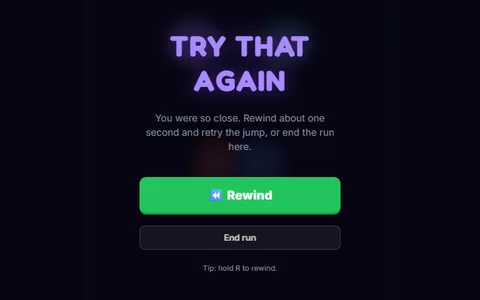 TRY THAT
AGAIN
You were so close. Rewind about one
second and retry the jump, or end the run
here.
⏪ Rewind
End run
Tip: hold R to rewind.